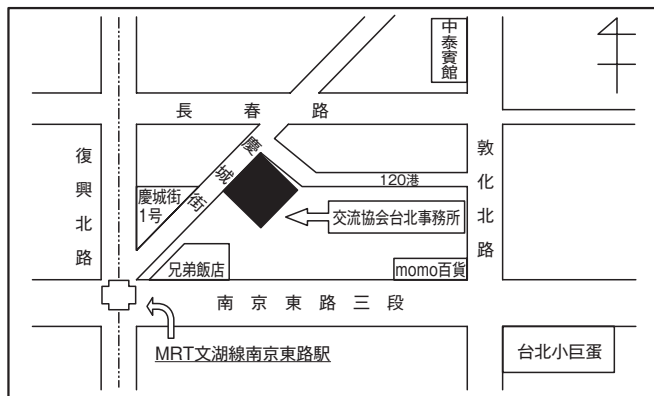 中泰賓館
長春路
復興北路
慶城街
敦化北路
120港
慶城街
1号
交流協会台北事務所
兄弟飯店
momo百貨
南京東路三段
MRT文湖線南京東路駅
台北小巨蛋